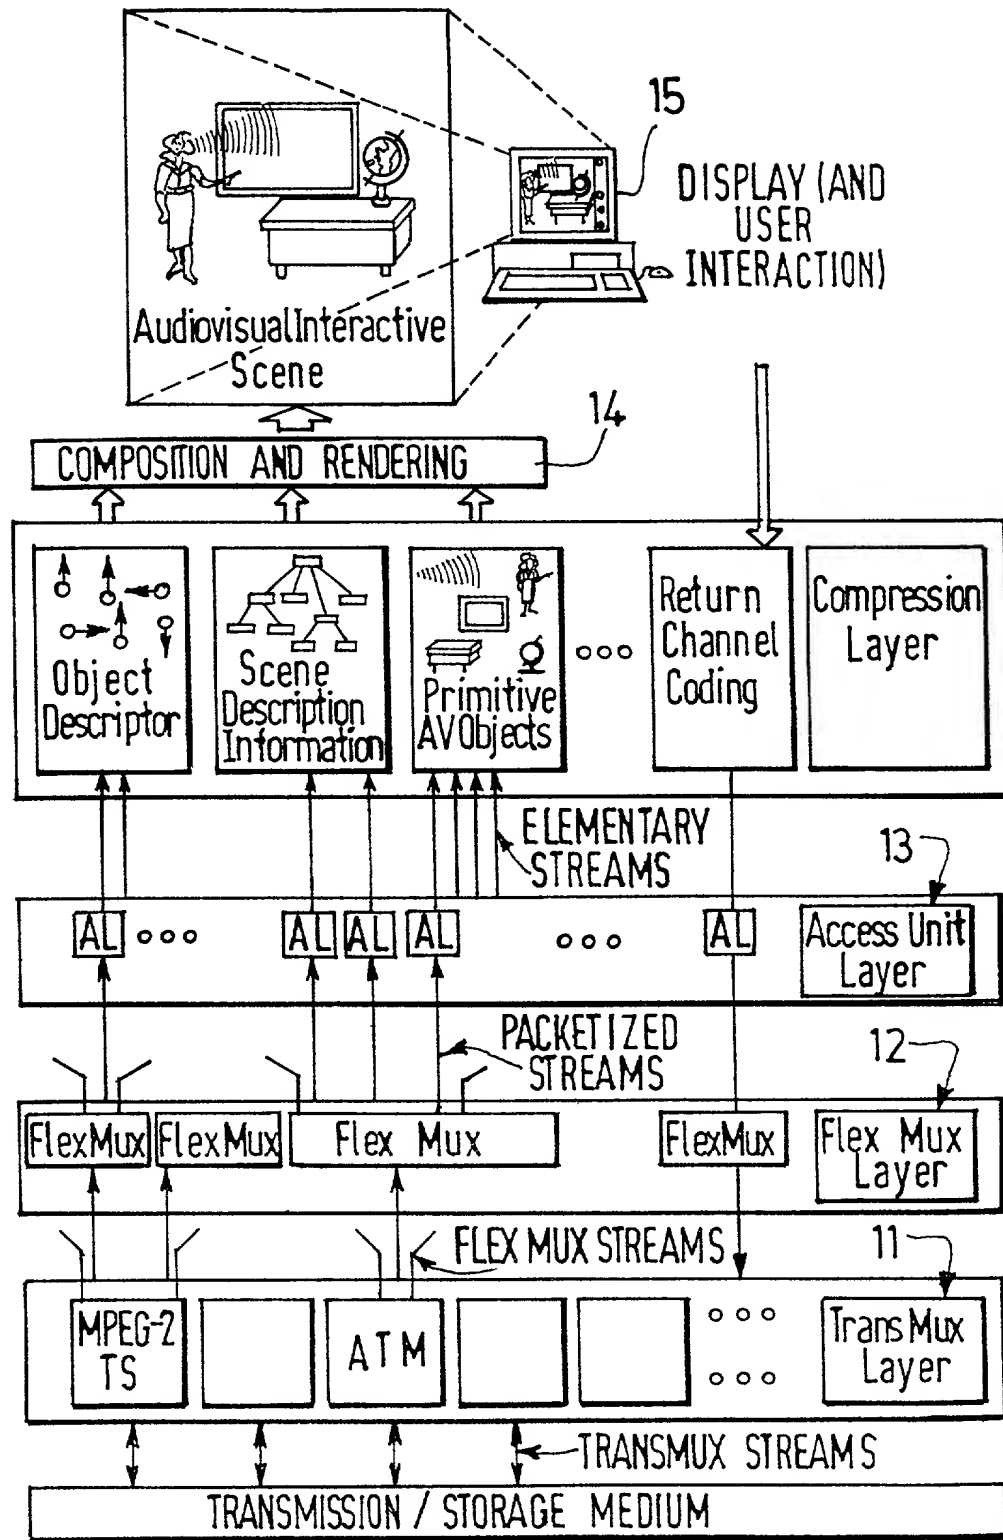 15
DISPLAY (AND
USER
INTERACTION)
AudiovisualInteractive
Scene
14
COMPOSITION AND RENDERING
Object
Descriptor
Scene
Description
Information
Primitive
AV Objects
Return
Channel
Coding
Compression
Layer
ELEMENTARY
STREAMS
13
AL
AL
AL
AL
AL
Access Unit
Layer
PACKETIZED
STREAMS
12
FlexMux
FlexMux
Flex Mux
FlexMux
Flex Mux
Layer
FLEX MUX STREAMS
11
MPEG-2
TS
ATM
Trans Mux
Layer
TRANSMUX STREAMS
TRANSMISSION / STORAGE MEDIUM